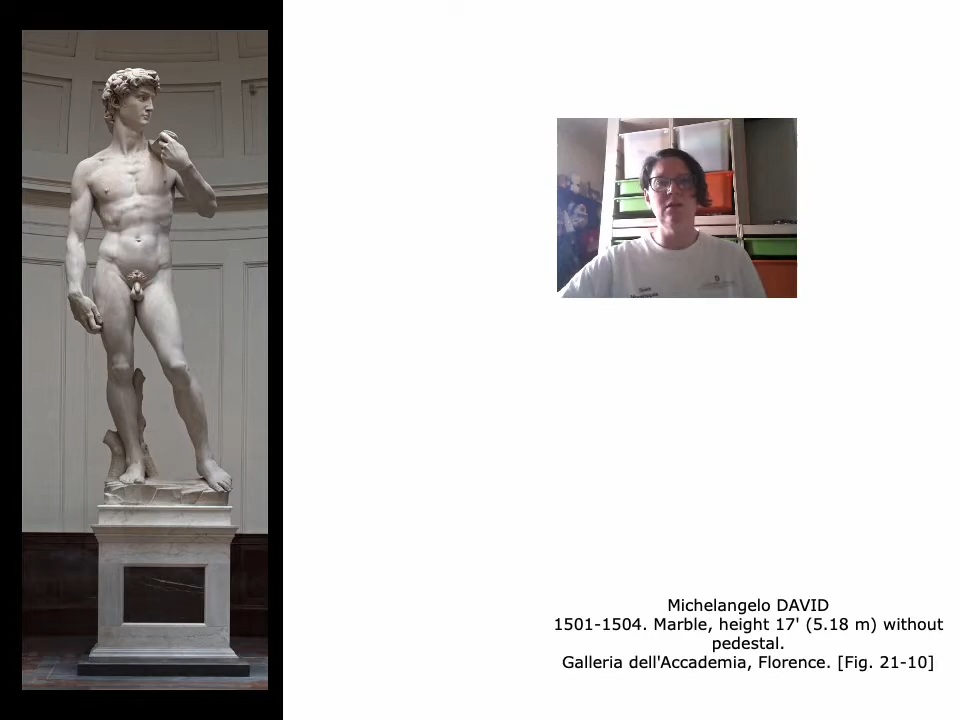 Michelangelo DAVID
1501-1504. Marble, height 17' (5.18 m) without
pedestal.
Galleria dell'Accademia, Florence. [Fig. 21-10]